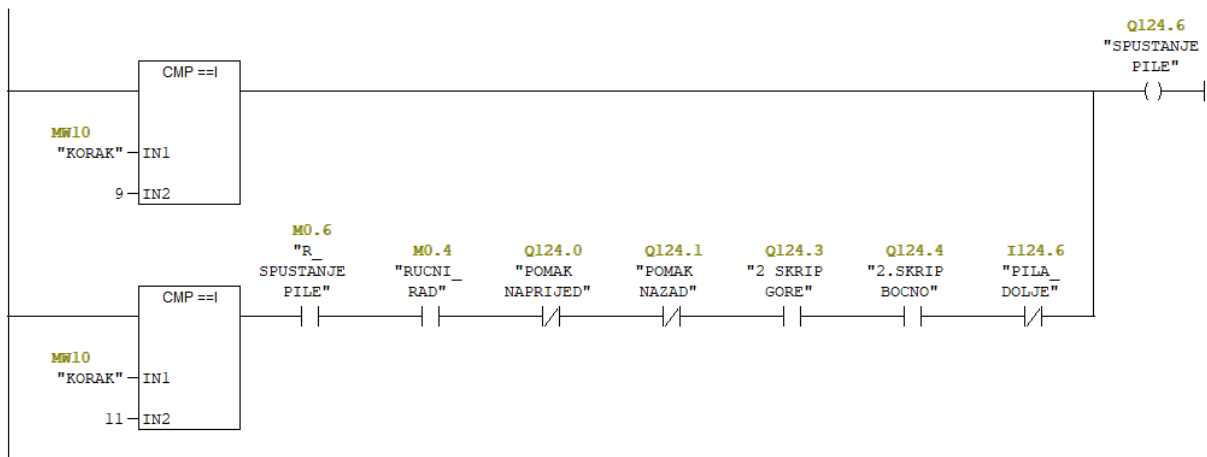 Q124.6
"SPUSTANJE
PILE"
CMP ==I
MW10
"KORAK"
IN1
9
IN2
M0.6
"R_
SPUSTANJE
PILE"
M0.4
"RUCNI_
RAD"
Q124.0
"POMAK
NAPRIJED"
Q124.1
"POMAK
NAZAD"
Q124.3
"2 SKRIP
GORE"
Q124.4
"2.SKRIP
BOCNO"
I124.6
"PILA_
DOLJE"
CMP ==I
MW10
"KORAK"
IN1
11
IN2